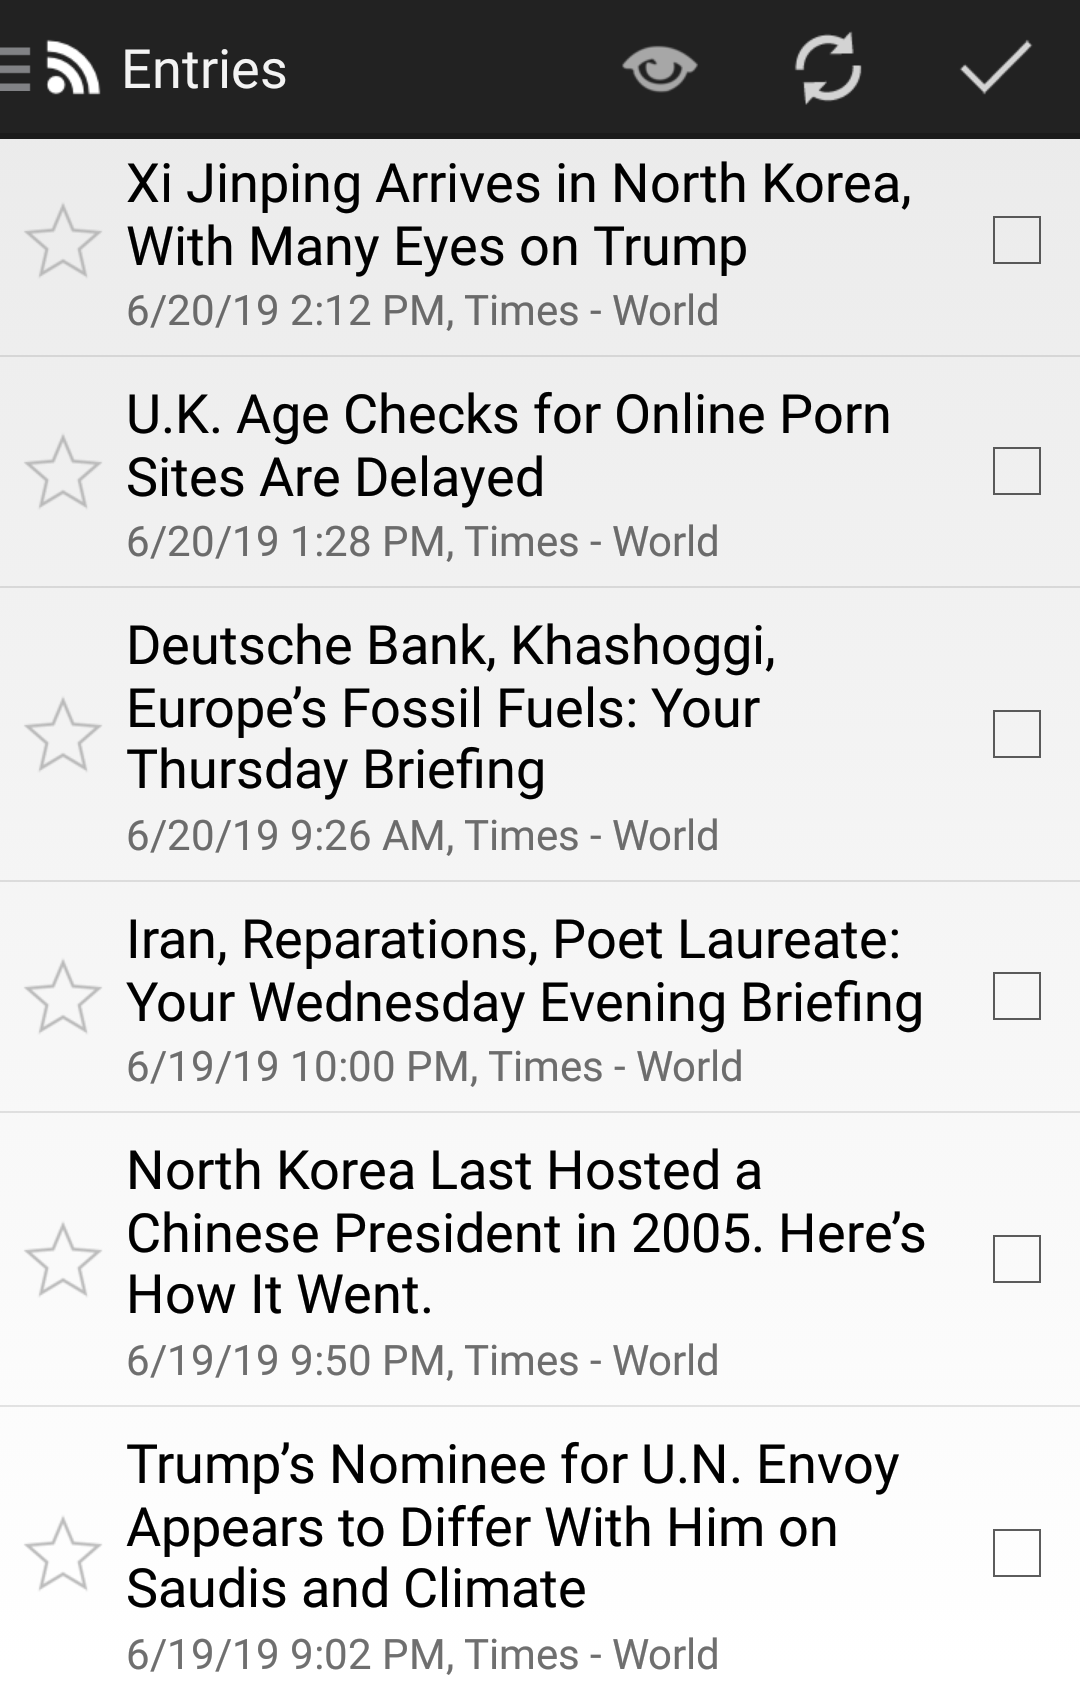 Entries
Xi Jinping Arrives in North Korea,
With Many Eyes on Trump
6/20/19 2:12 PM, Times - World
U.K. Age Checks for Online Porn
Sites Are Delayed
6/20/19 1:28 PM, Times - World
Deutsche Bank, Khashoggi,
Europe’s Fossil Fuels: Your
Thursday Briefing
6/20/19 9:26 AM, Times - World
Iran, Reparations, Poet Laureate:
Your Wednesday Evening Briefing
6/19/19 10:00 PM, Times - World
North Korea Last Hosted a
Chinese President in 2005. Here’s
How It Went.
6/19/19 9:50 PM, Times - World
Trump’s Nominee for U.N. Envoy
Appears to Differ With Him on
Saudis and Climate
6/19/19 9:02 PM, Times - World